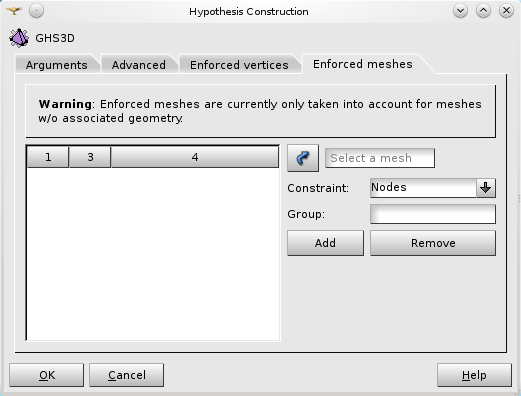 Hypothesis Construction
GHS3D
Arguments
Advanced
Enforced vertices
Enforced meshes
Warning: Enforced meshes are currently only taken into account for meshes
w/o associated geometry.
1
3
4
Select a mesh
Constraint:
Nodes
Group:
Add
Remove
OK
Cancel
Help